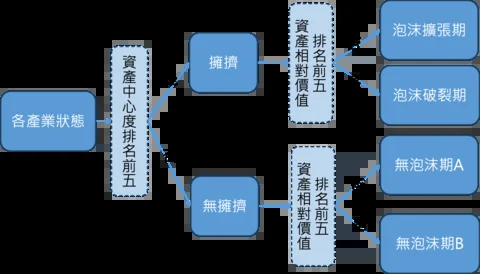 各產業狀態
資產中心度排名前五
擁擠
無擁擠
排名前五
資產相對價值
排名前五
資產相對價值
泡沫擴張期
泡沫破裂期
無泡沫期A
無泡沫期B